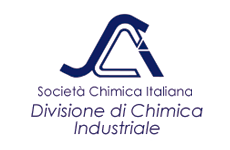 Società Chimica Italiana
Divisione di Chimica
Industriale